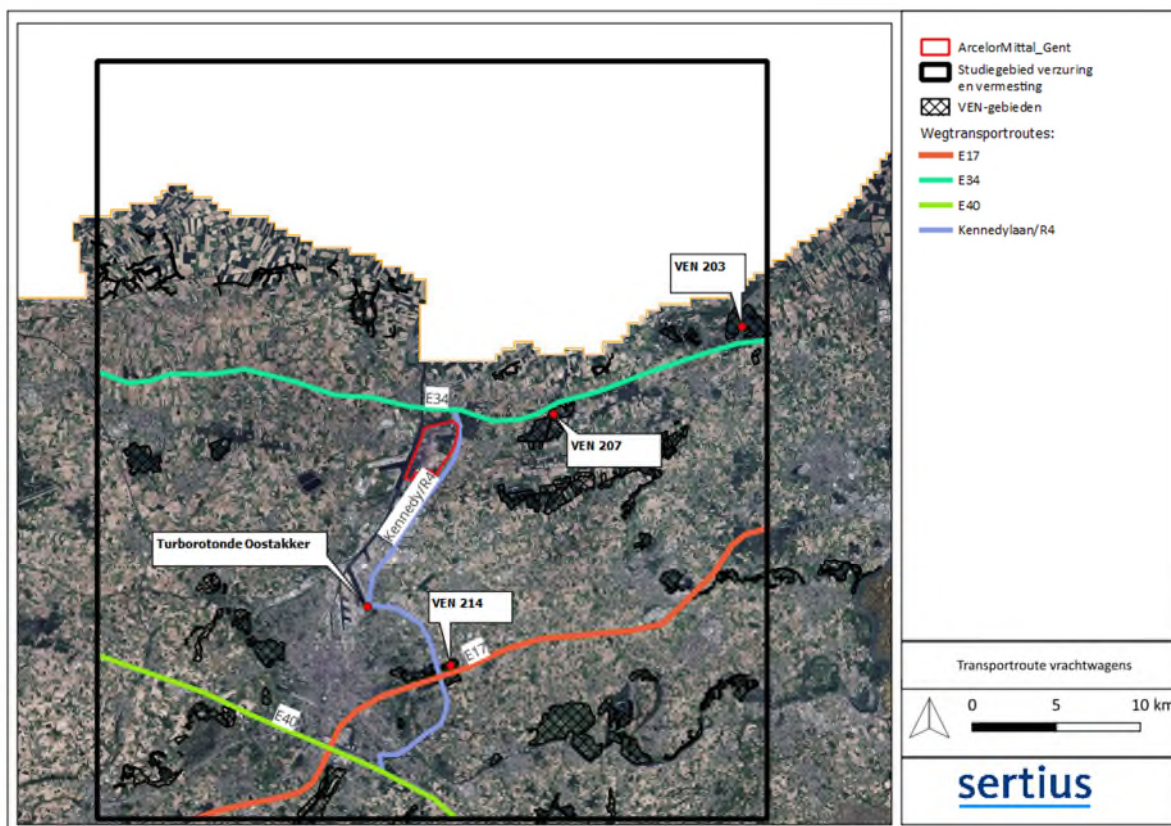 VEN 203
E34
VEN 207
Kennedy/R4
Turborotonde Oostakker
VEN 214
E17
E40
ArcelorMittal_Gent
Studiegebied verzuring
en vermesting
VEN-gebieden
Wegtransportroutes:
E17
E34
E40
Kennedylaan/R4
Transportroute vrachtwagens
0 5 10 km
sertius